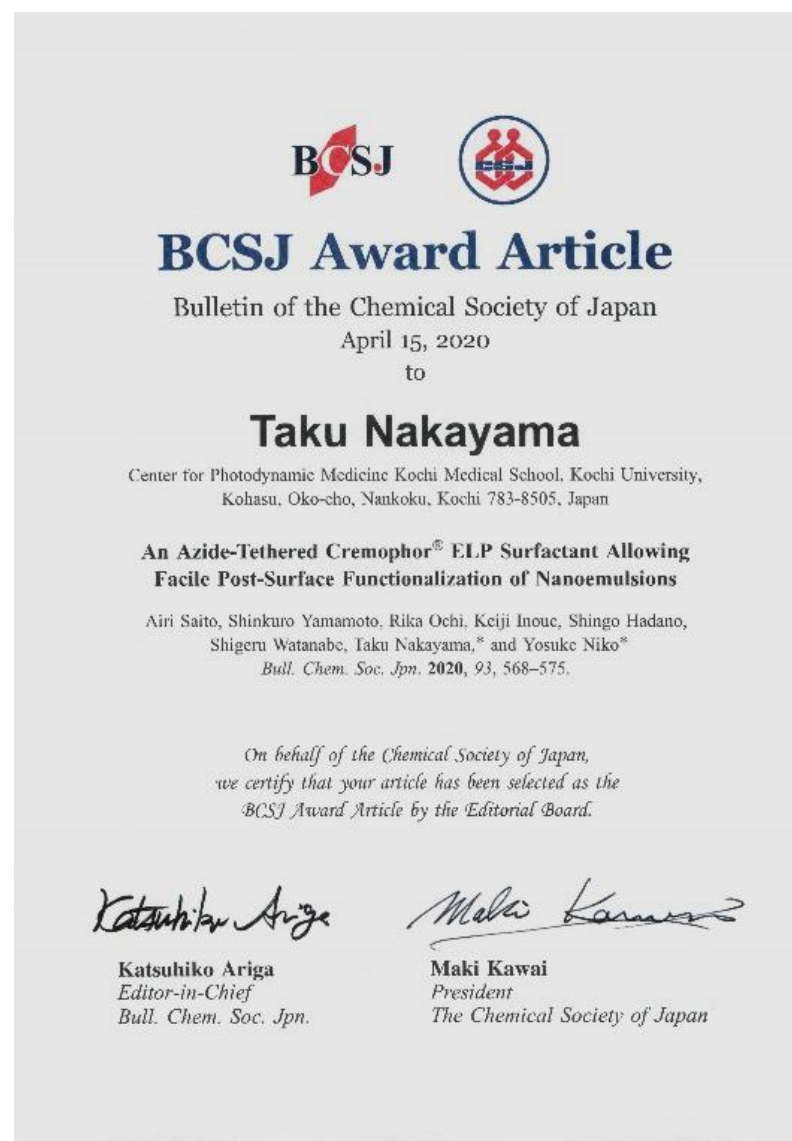 BCSJ
CSJ
BCSJ Award Article
Bulletin of the Chemical Society of Japan
April 15, 2020
to
Taku Nakayama
Center for Photodynamic Medicine Kochi Medical School, Kochi University,
Kohasu, Oko-cho, Nankoku, Kochi 783-8505, Japan
An Azide-Tethered Cremophor® ELP Surfactant Allowing
Facile Post-Surface Functionalization of Nanoemulsions
Airi Saito, Shinkuro Yamamoto, Rika Ochi, Keiji Inoue, Shingo Hadano,
Shigeru Watanabe, Taku Nakayama,* and Yosuke Niko*
Bull. Chem. Soc. Jpn. 2020, 93, 568–575.
On behalf of the Chemical Society of Japan,
we certify that your article has been selected as the
BCSJ Award Article by the Editorial Board.
Katsuhiko Ariga
Maki Kawai
Katsuhiko Ariga
Editor-in-Chief
Bull. Chem. Soc. Jpn.
Maki Kawai
President
The Chemical Society of Japan